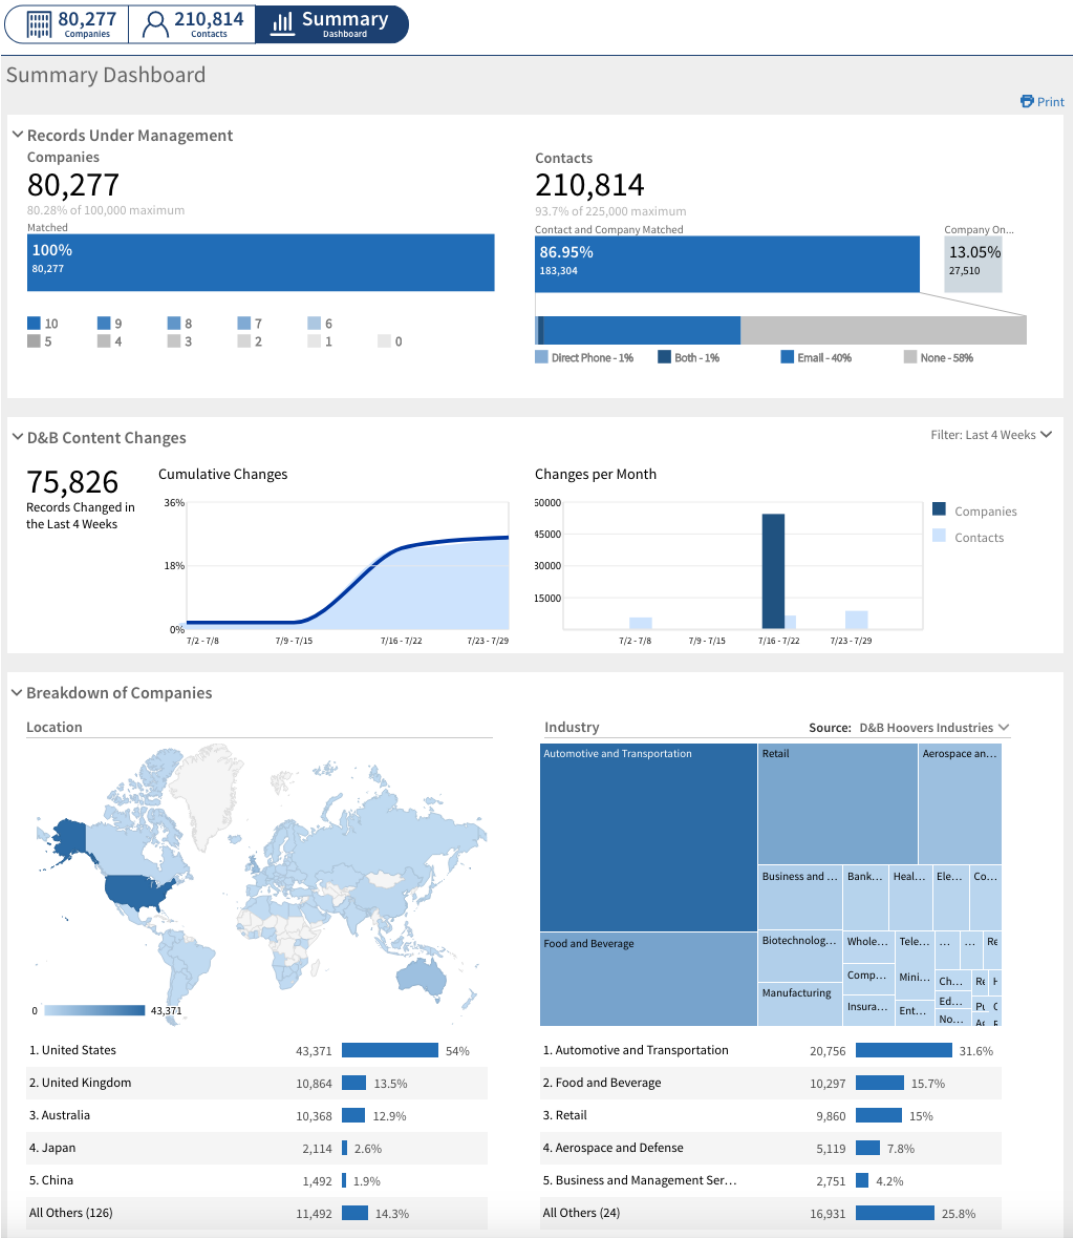 80,277
Companies
210,814
Contacts
Summary
Dashboard
Summary Dashboard
Print
Records Under Management
Companies
80,277
80.28% of 100,000 maximum
Matched
100%
80,277
10 9 8 7 6
5 4 3 2 1 0
Contacts
210,814
93.7% of 225,000 maximum
Contact and Company Matched
Company On...
86.95%
183,304
13.05%
27,510
Direct Phone - 1% Both - 1% Email - 40% None - 58%
D&B Content Changes
Filter: Last 4 Weeks
75,826
Records Changed in
the Last 4 Weeks
Cumulative Changes
36%
18%
0%
7/2 - 7/8 7/9 - 7/15 7/16 - 7/22 7/23 - 7/29
Changes per Month
60000
45000
30000
15000
7/2 - 7/8 7/9 - 7/15 7/16 - 7/22 7/23 - 7/29
Companies
Contacts
Breakdown of Companies
Location
0 43,371
1. United States 43,371 54%
2. United Kingdom 10,864 13.5%
3. Australia 10,368 12.9%
4. Japan 2,114 2.6%
5. China 1,492 1.9%
All Others (126) 11,492 14.3%
Industry
Source: D&B Hoovers Industries
Automotive and Transportation
Retail
Aerospace an...
Business and ... Bank... Heal... Ele... Co...
Food and Beverage
Biotechnolog... Whole... Tele... ... ... Re
Comp... Mini... Ch...
Manufacturing
Insura... Ent... Ed...
No...
1. Automotive and Transportation 20,756 31.6%
2. Food and Beverage 10,297 15.7%
3. Retail 9,860 15%
4. Aerospace and Defense 5,119 7.8%
5. Business and Management Ser... 2,751 4.2%
All Others (24) 16,931 25.8%